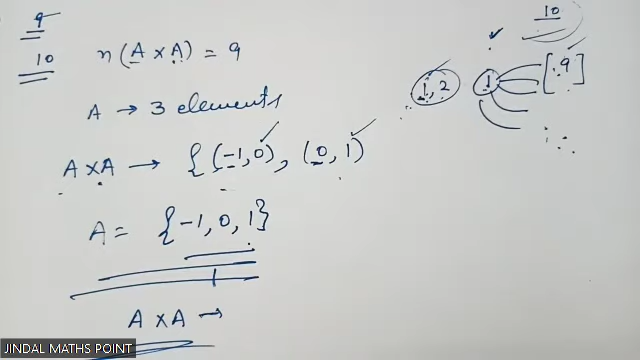 9
10
n(A × A) = 9
A → 3 elements
A × A → {(-1, 0), (0, 1)
A = {-1, 0, 1}
A × A →
10
1, 2
1
[9]
JINDAL MATHS POINT